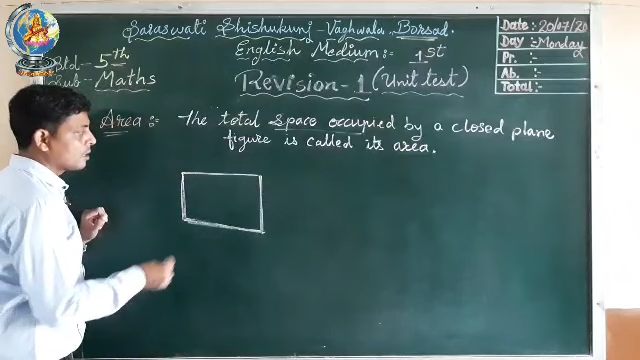 Saraswati Shishukunj - Vaghwala, Borsad.
English Medium:- 1st
Std-- 5th
Sub- Maths
Revision-1 (Unit test)
Date:- 20/07/20
Day:- Monday
Pr.:-
Ab.:-
Total:-
Area:- The total space occupied by a closed plane
figure is called its area.